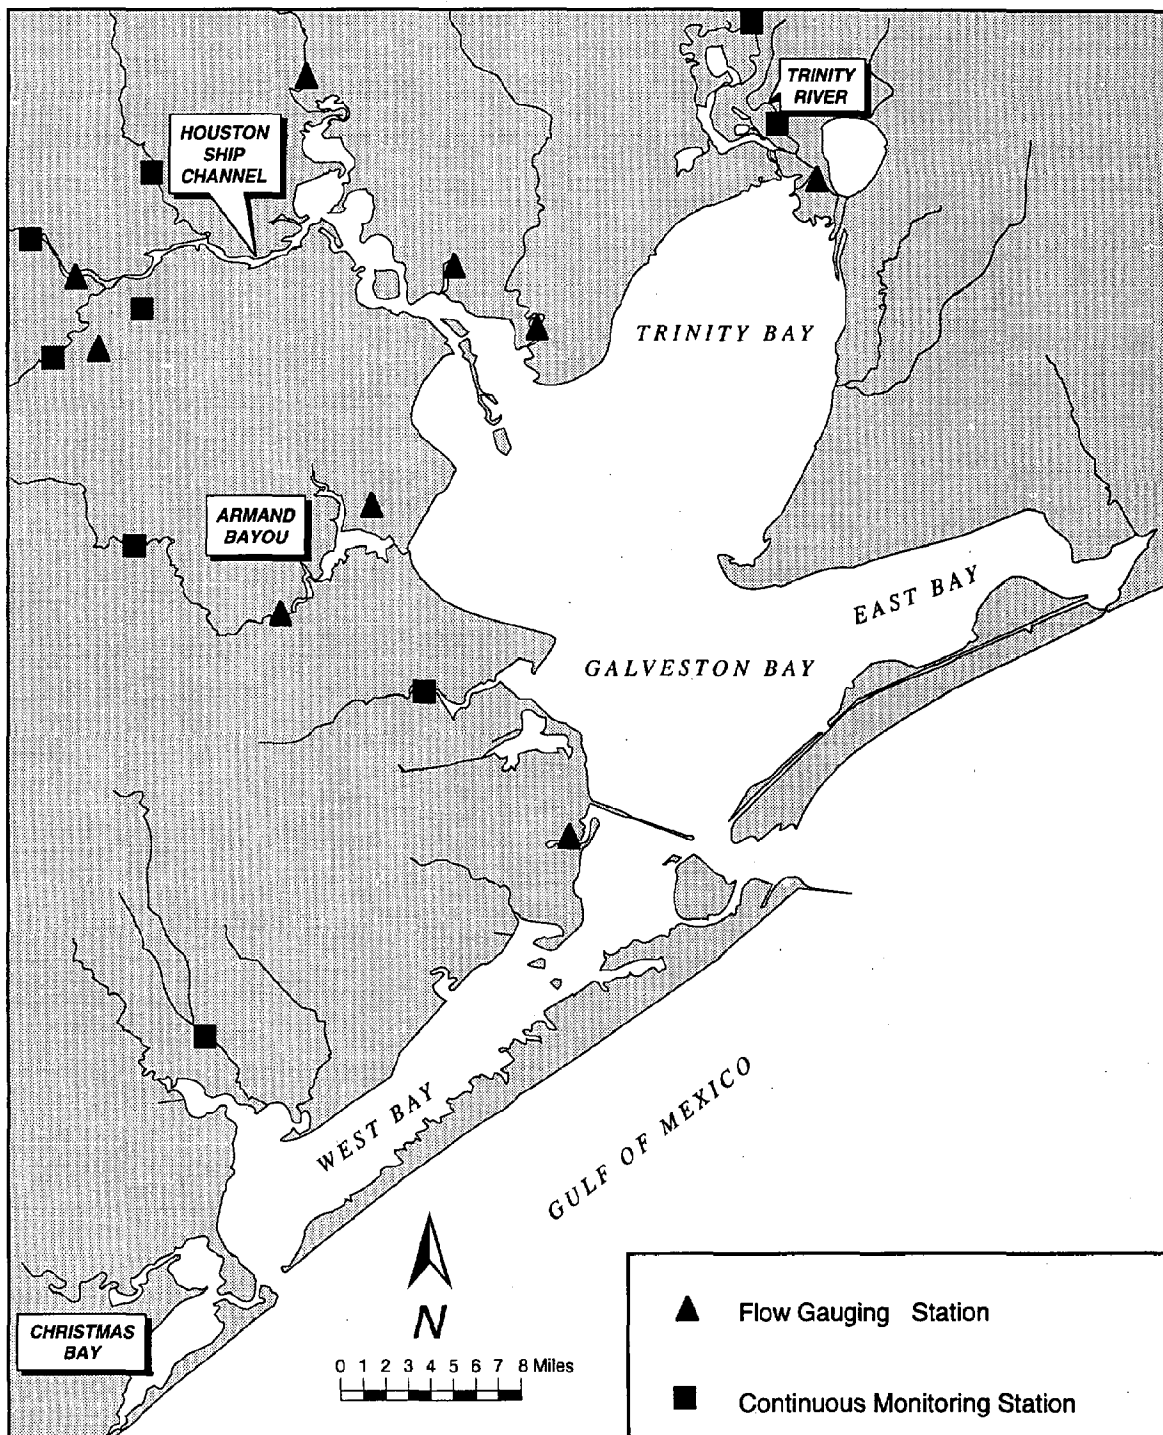 TRINITY
RIVER
HOUSTON
SHIP
CHANNEL
TRINITY BAY
ARMAND
BAYOU
EAST BAY
GALVESTON BAY
WEST BAY
GULF OF MEXICO
N
CHRISTMAS
BAY
0 1 2 3 4 5 6 7 8 Miles
Flow Gauging Station
Continuous Monitoring Station